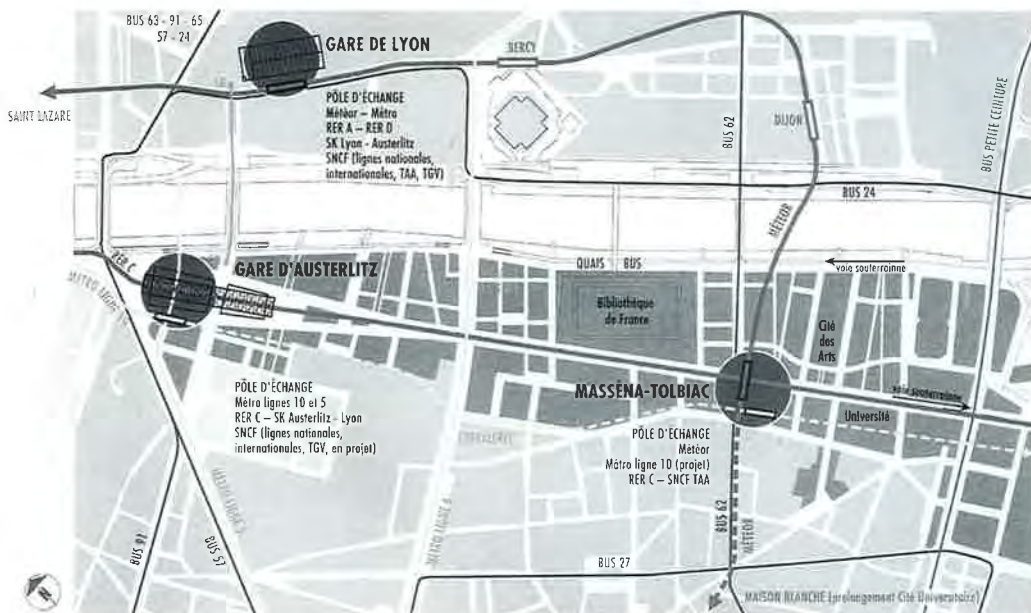 BUS 63 - 91 - 65
57 - 24
GARE DE LYON
BERCY
SAINT LAZARE
PÔLE D'ÉCHANGE
Météor – Métro
RER A – RER D
SK Lyon - Austerlitz
SNCF (lignes nationales,
internationales, TAA, TGV)
BUS 62
DIJON
BUS PETITE CEINTURE
BUS 24
MÉTÉOR
RER C
GARE D'AUSTERLITZ
QUAIS BUS
voie souterrainne
Bibliothèque
de France
Cité
des
Arts
MASSÉNA-TOLBIAC
voie souterrainne
Université
PÔLE D'ÉCHANGE
Métro lignes 10 et 5
RER C – SK Austerlitz - Lyon
SNCF (lignes nationales,
internationales, TGV, en projet)
PÔLE D'ÉCHANGE
Météor
Métro ligne 10 (projet)
RER C – SNCF TAA
CHEVALERET
BUS 62
MÉTÉOR
BUS 91
BUS 57
BUS 27
MAISON BLANCHE (prolongement Cité Universitaire)
N